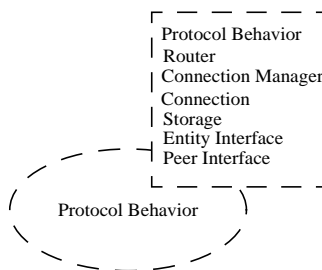 Protocol Behavior
Router
Connection Manager
Connection
Storage
Entity Interface
Peer Interface
Protocol Behavior